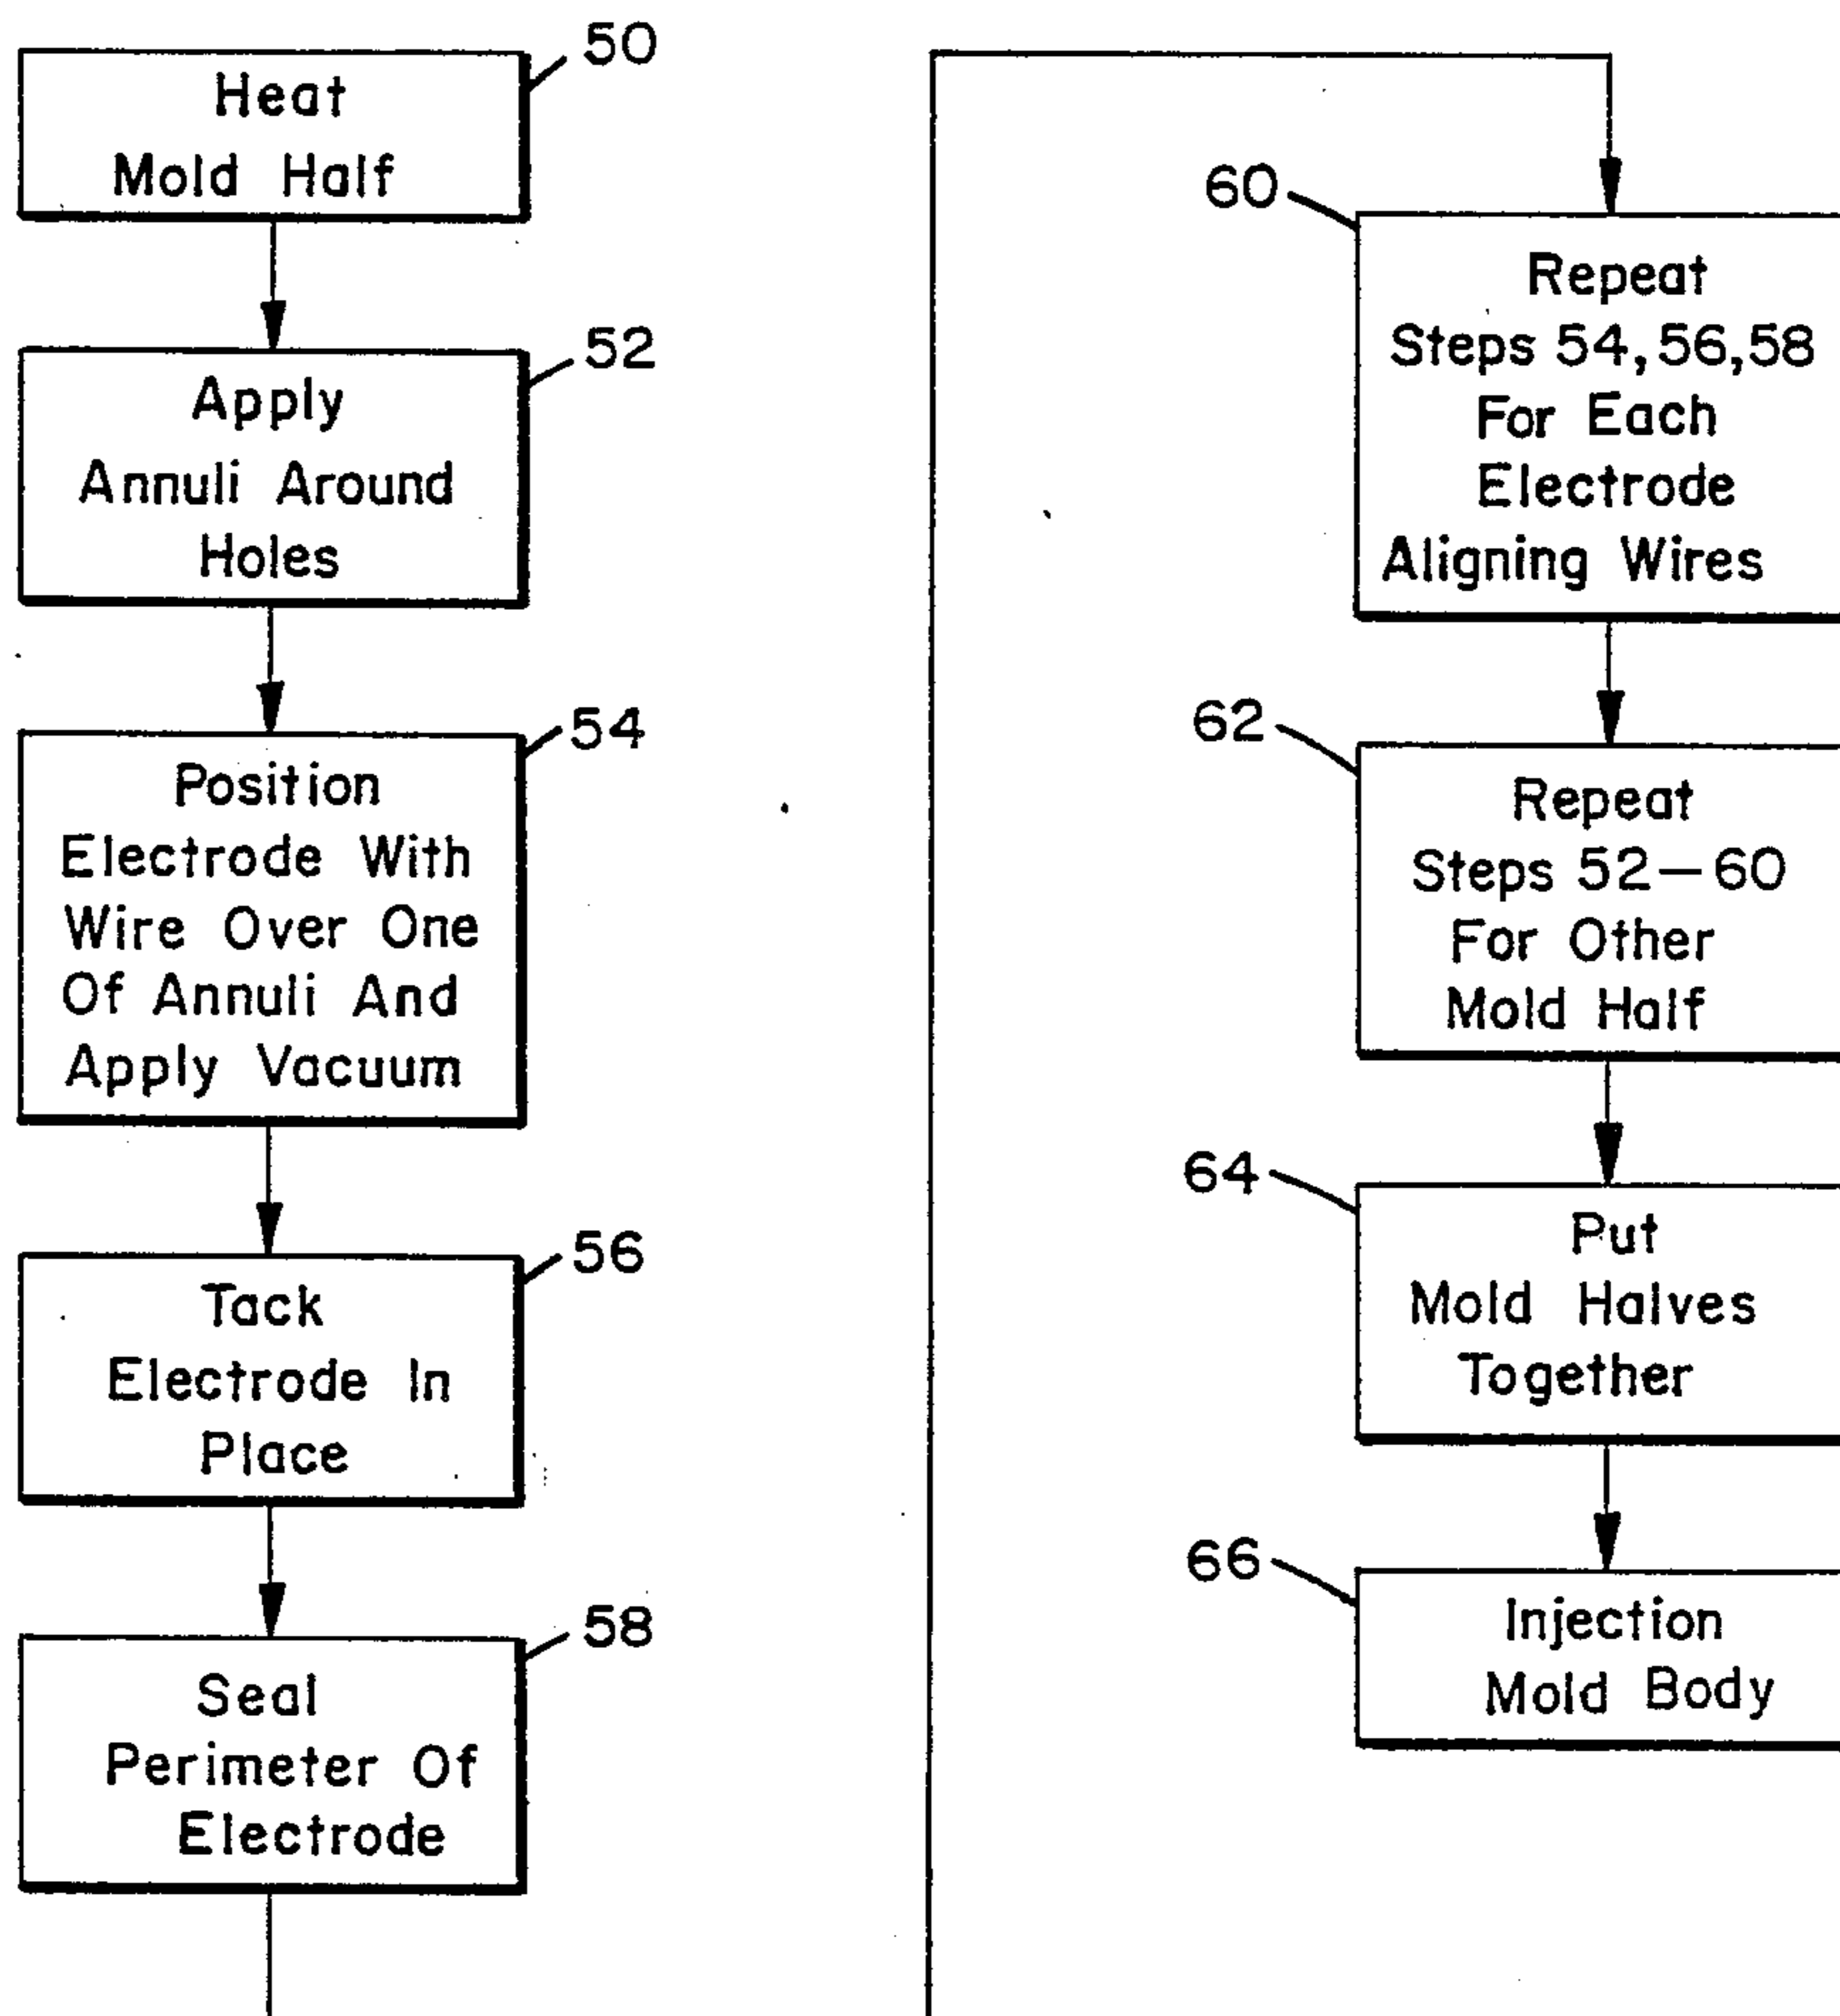 50
Heat
Mold Half
52
Apply
Annuli Around
Holes
54
Position
Electrode With
Wire Over One
Of Annuli And
Apply Vacuum
56
Tack
Electrode In
Place
58
Seal
Perimeter Of
Electrode
60
Repeat
Steps 54,56,58
For Each
Electrode
Aligning Wires
62
Repeat
Steps 52—60
For Other
Mold Half
64
Put
Mold Halves
Together
66
Injection
Mold Body